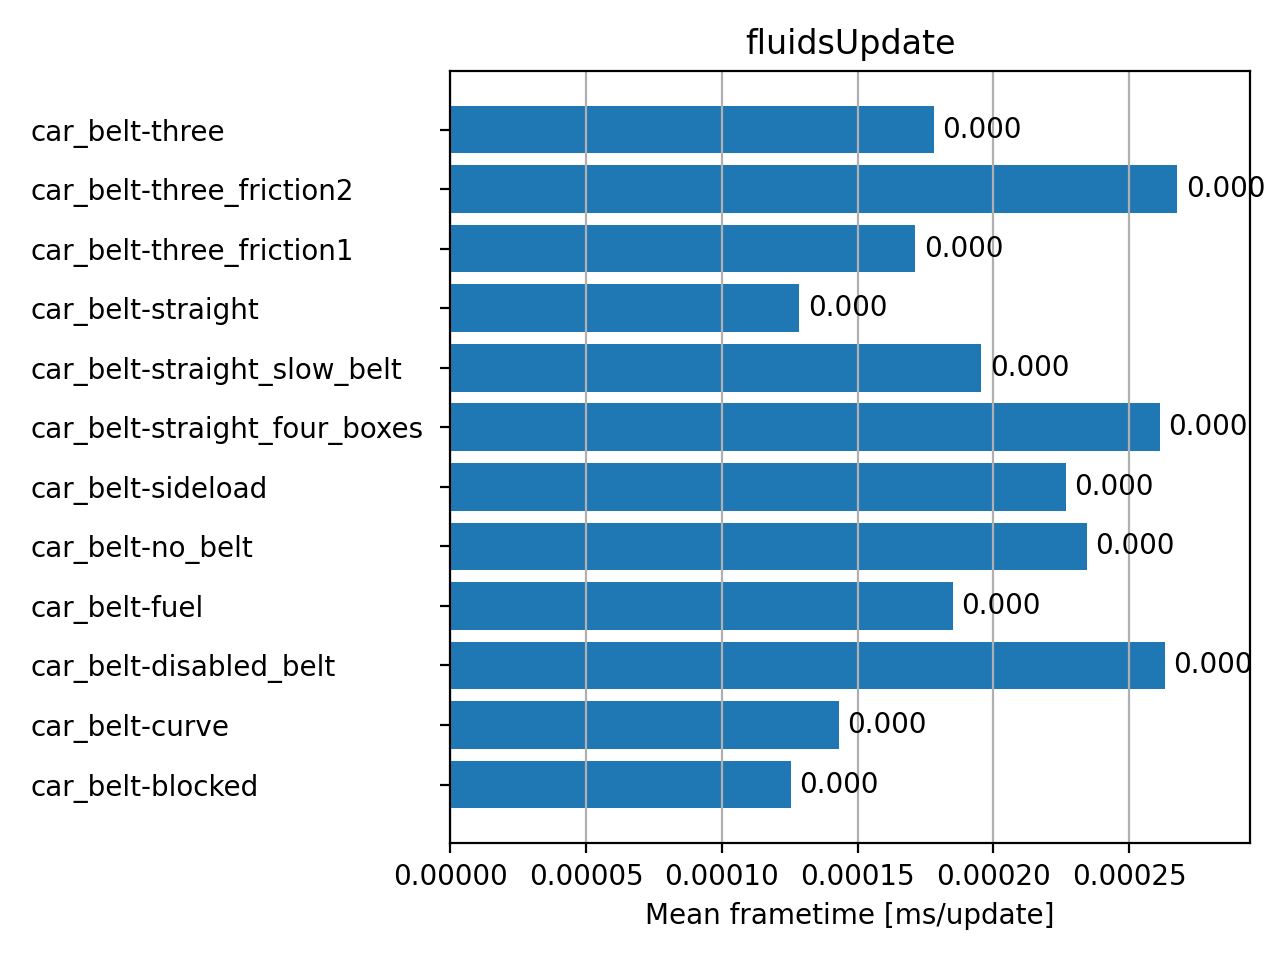 fluidsUpdate
car_belt-three 0.000
car_belt-three_friction2 0.000
car_belt-three_friction1 0.000
car_belt-straight 0.000
car_belt-straight_slow_belt 0.000
car_belt-straight_four_boxes 0.000
car_belt-sideload 0.000
car_belt-no_belt 0.000
car_belt-fuel 0.000
car_belt-disabled_belt 0.000
car_belt-curve 0.000
car_belt-blocked 0.000
0.00000 0.00005 0.00010 0.00015 0.00020 0.00025
Mean frametime [ms/update]